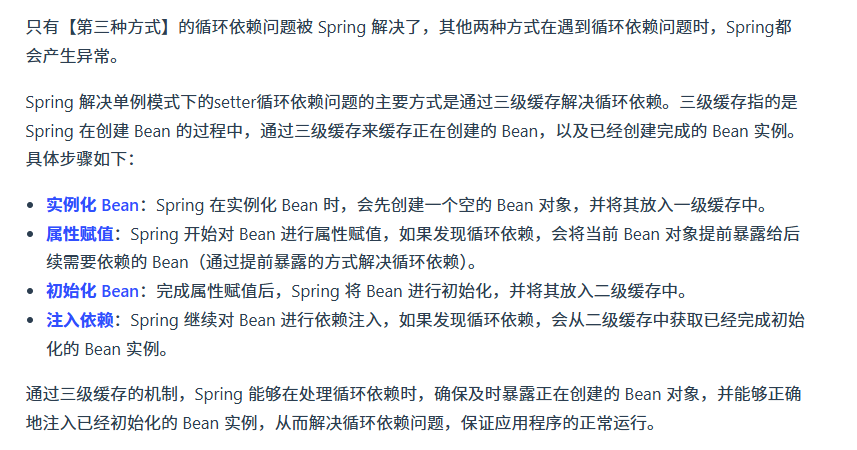 只有【第三种方式】的循环依赖问题被 Spring 解决了，其他两种方式在遇到循环依赖问题时，Spring都
会产生异常。
Spring 解决单例模式下的setter循环依赖问题的主要方式是通过三级缓存解决循环依赖。三级缓存指的是
Spring 在创建 Bean 的过程中，通过三级缓存来缓存正在创建的 Bean，以及已经创建完成的 Bean 实例。
具体步骤如下：
• 实例化 Bean：Spring 在实例化 Bean 时，会先创建一个空的 Bean 对象，并将其放入一级缓存中。
• 属性赋值：Spring 开始对 Bean 进行属性赋值，如果发现循环依赖，会将当前 Bean 对象提前暴露给后
续需要依赖的 Bean（通过提前暴露的方式解决循环依赖）。
• 初始化 Bean：完成属性赋值后，Spring 将 Bean 进行初始化，并将其放入二级缓存中。
• 注入依赖：Spring 继续对 Bean 进行依赖注入，如果发现循环依赖，会从二级缓存中获取已经完成初始
化的 Bean 实例。
通过三级缓存的机制，Spring 能够在处理循环依赖时，确保及时暴露正在创建的 Bean 对象，并能够正确
地注入已经初始化的 Bean 实例，从而解决循环依赖问题，保证应用程序的正常运行。